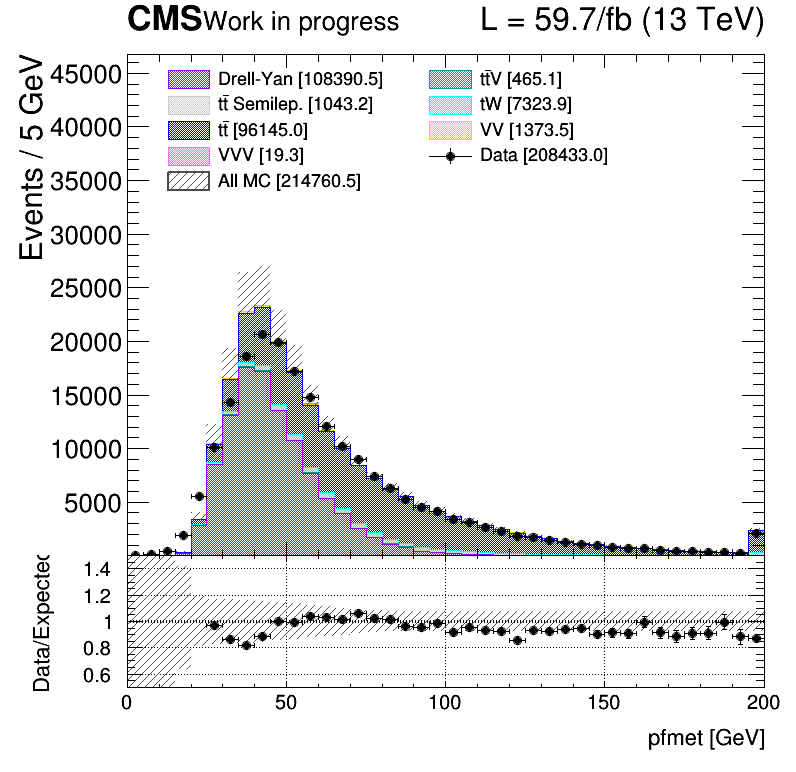 CMS Work in progress L = 59.7/fb (13 TeV)
Events / 5 GeV
45000
40000
35000
30000
25000
20000
15000
10000
5000
Drell-Yan [108390.5]
tt̄ Semilep. [1043.2]
tt̄ [96145.0]
VVV [19.3]
All MC [214760.5]
tt̄V [465.1]
tW [7323.9]
VV [1373.5]
Data [208433.0]
Data/Expected
1.4
1.2
1
0.8
0.6
0 50 100 150 200
pfmet [GeV]